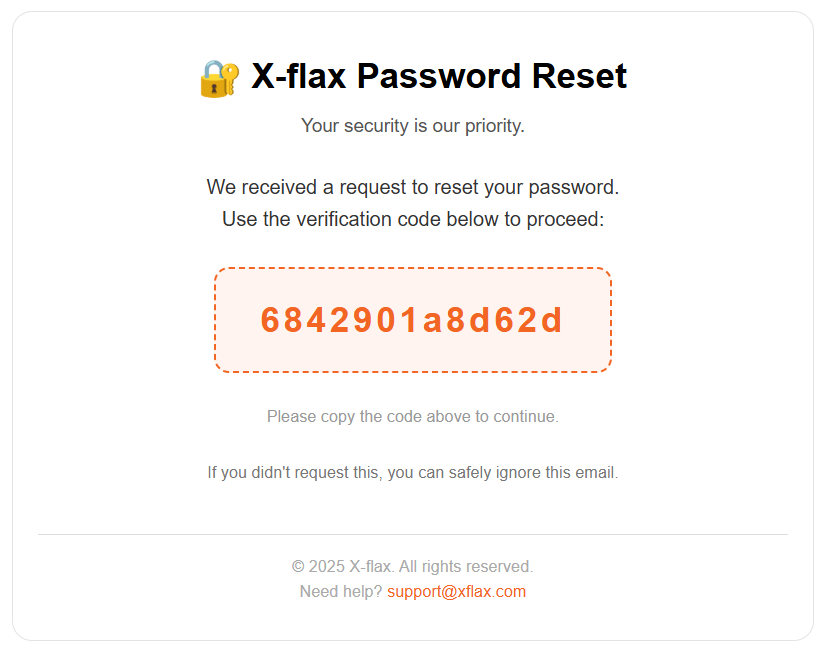 🔐 X-flax Password Reset
Your security is our priority.
We received a request to reset your password.
Use the verification code below to proceed:
6842901a8d62d
Please copy the code above to continue.
If you didn't request this, you can safely ignore this email.
© 2025 X-flax. All rights reserved.
Need help? support@xflax.com